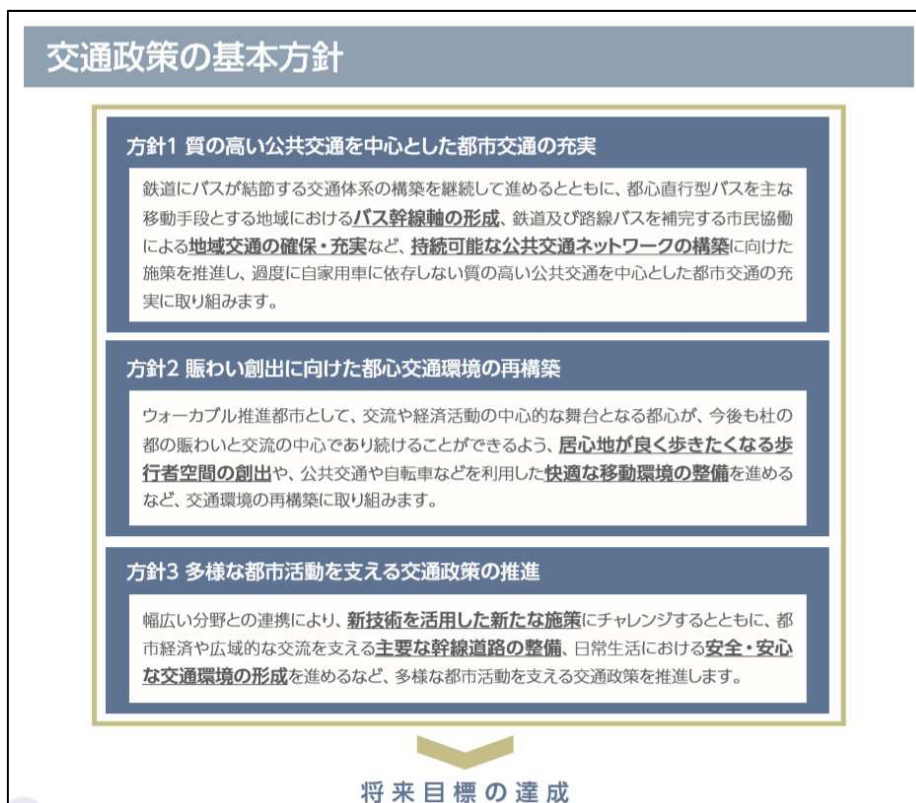 交通政策の基本方針
方針1 質の高い公共交通を中心とした都市交通の充実
鉄道にバスが結節する交通体系の構築を継続して進めるとともに、都心直行型バスを主な
移動手段とする地域におけるバス幹線軸の形成、鉄道及び路線バスを補完する市民協働
による地域交通の確保・充実など、持続可能な公共交通ネットワークの構築に向けた
施策を推進し、過度に自家用車に依存しない質の高い公共交通を中心とした都市交通の充
実に取り組みます。
方針2 賑わい創出に向けた都心交通環境の再構築
ウォーカブル推進都市として、交流や経済活動の中心的な舞台となる都心が、今後も杜の
都の賑わいと交流の中心であり続けることができるよう、居心地が良く歩きたくなる歩
行者空間の創出や、公共交通や自転車などを利用した快適な移動環境の整備を進める
など、交通環境の再構築に取り組みます。
方針3 多様な都市活動を支える交通政策の推進
幅広い分野との連携により、新技術を活用した新たな施策にチャレンジするとともに、都
市経済や広域的な交流を支える主要な幹線道路の整備、日常生活における安全・安心
な交通環境の形成を進めるなど、多様な都市活動を支える交通政策を推進します。
将来目標の達成